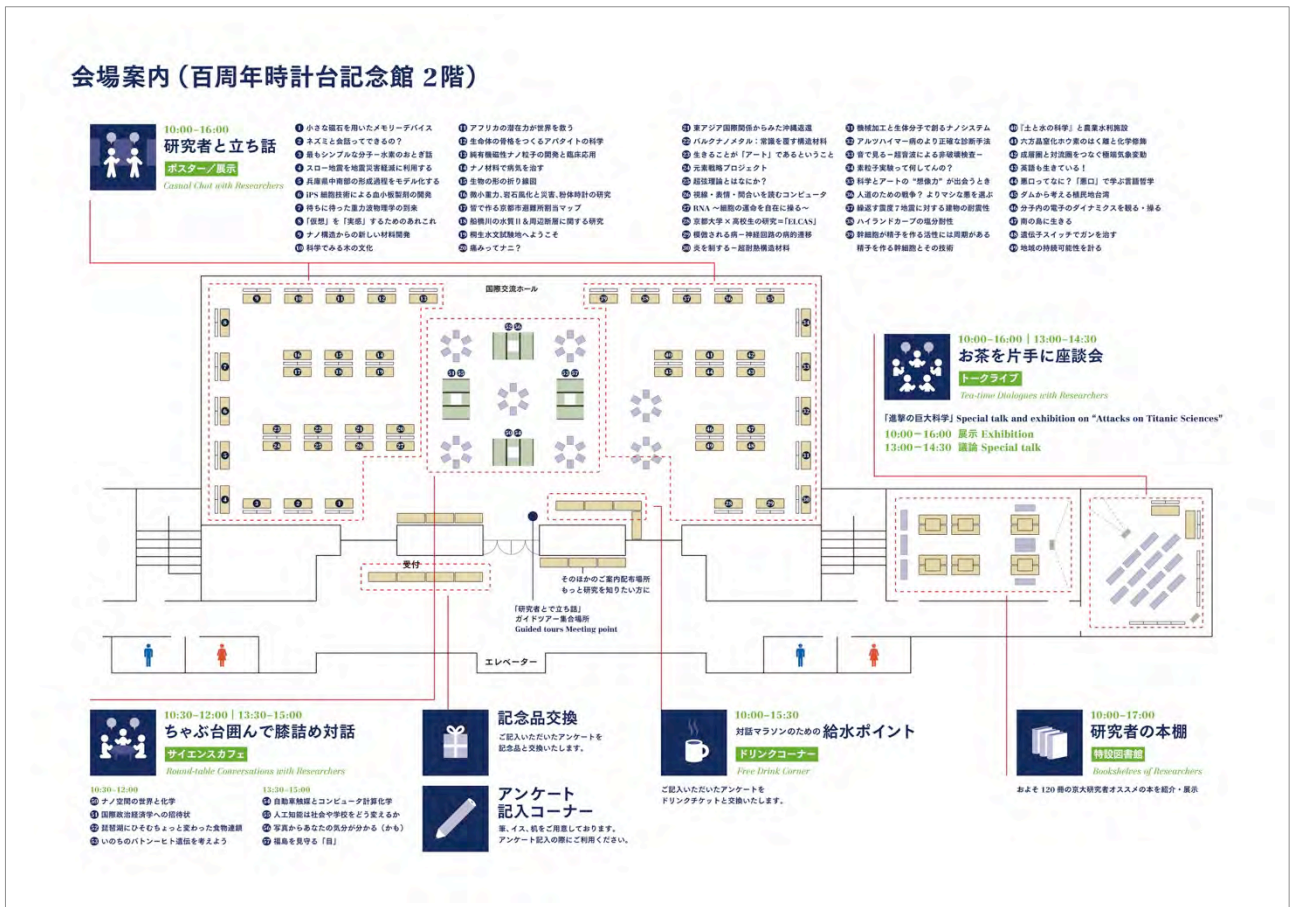 会場案内（百周年時計台記念館 2階）
10:00–16:00
研究者と立ち話
ポスター／展示
Casual Chat with Researchers
1 小さな磁石を用いたメモリーデバイス
2 ネズミと会話ってできるの？
3 最もシンプルな分子ー水素のおとぎ話
4 スロー地震を地震災害軽減に利用する
5 兵庫県中南部の形成過程をモデル化する
6 iPS 細胞技術による血小板製剤の開発
7 待ちに待った重力波物理学の到来
8 「仮想」を「実感」するためのあれこれ
9 ナノ構造からの新しい材料開発
10 科学でみる木の文化
11 アフリカの潜在力が世界を救う
12 生命体の骨格をつくるアパタイトの科学
13 純有機磁性ナノ粒子の開発と臨床応用
14 ナノ材料で病気を治す
15 生物の形の折り線図
16 微小重力、岩石風化と災害、粉体時計の研究
17 皆で作る京都市避難所割当マップ
18 船橋川の水質Ⅱ＆周辺断層に関する研究
19 桐生水文試験地へようこそ
20 痛みってナニ？
21 東アジア国際関係からみた沖縄返還
22 バルクナノメタル：常識を覆す構造材料
23 生きることが「アート」であるということ
24 元素戦略プロジェクト
25 超弦理論とはなにか？
26 視線・表情・間合いを読むコンピュータ
27 RNA 〜細胞の運命を自在に操る〜
28 京都大学×高校生の研究＝「ELCAS」
29 模倣される病ー神経回路の病的遷移
30 炎を制するー超耐熱構造材料
31 機械加工と生体分子で創るナノシステム
32 アルツハイマー病のより正確な診断手法
33 音で見るー超音波による非破壊検査ー
34 素粒子実験って何してんの？
35 科学とアートの“想像力”が出会うとき
36 人道のための戦争？ よりマシな悪を選ぶ
37 繰返す震度7地震に対する建物の耐震性
38 ハイランドカープの塩分耐性
39 幹細胞が精子を作る活性には周期がある
精子を作る幹細胞とその技術
40 『土と水の科学』と農業水利施設
41 六方晶窒化ホウ素のはく離と化学修飾
42 成層圏と対流圏をつなぐ極端気象変動
43 英語も生きている！
44 悪口ってなに？「悪口」で学ぶ言語哲学
45 ダムから考える植民地台湾
46 分子内の電子のダイナミクスを観る・操る
47 南の島に生きる
48 遺伝子スイッチでガンを治す
49 地域の持続可能性を計る
国際交流ホール
10:00–16:00｜13:00–14:30
お茶を片手に座談会
トークライブ
Tea-time Dialogues with Researchers
「進撃の巨大科学」Special talk and exhibition on “Attacks on Titanic Sciences”
10:00－16:00 展示 Exhibition
13:00－14:30 議論 Special talk
受付
そのほかのご案内配布場所
もっと研究を知りたい方に
「研究者とで立ち話」
ガイドツアー集合場所
Guided tours Meeting point
エレベーター
10:30–12:00｜13:30–15:00
ちゃぶ台囲んで膝詰め対話
サイエンスカフェ
Round-table Conversations with Researchers
10:30–12:00
50 ナノ空間の世界と化学
51 国際政治経済学への招待状
52 琵琶湖にひそむちょっと変わった食物連鎖
53 いのちのバトンーヒト遺伝を考えよう
13:30–15:00
54 自動車触媒とコンピュータ計算化学
55 人工知能は社会や学校をどう変えるか
56 写真からあなたの気分が分かる（かも）
57 福島を見守る「目」
記念品交換
ご記入いただいたアンケートを
記念品と交換いたします。
アンケート
記入コーナー
筆、イス、机をご用意しております。
アンケート記入の際にご利用ください。
10:00–15:30
対話マラソンのための 給水ポイント
ドリンクコーナー
Free Drink Corner
ご記入いただいたアンケートを
ドリンクチケットと交換いたします。
10:00–17:00
研究者の本棚
特設図書館
Bookshelves of Researchers
およそ 120 冊の京大研究者オススメの本を紹介・展示